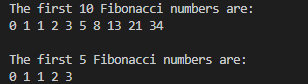 The first 10 Fibonacci numbers are:
0 1 1 2 3 5 8 13 21 34
The first 5 Fibonacci numbers are:
0 1 1 2 3